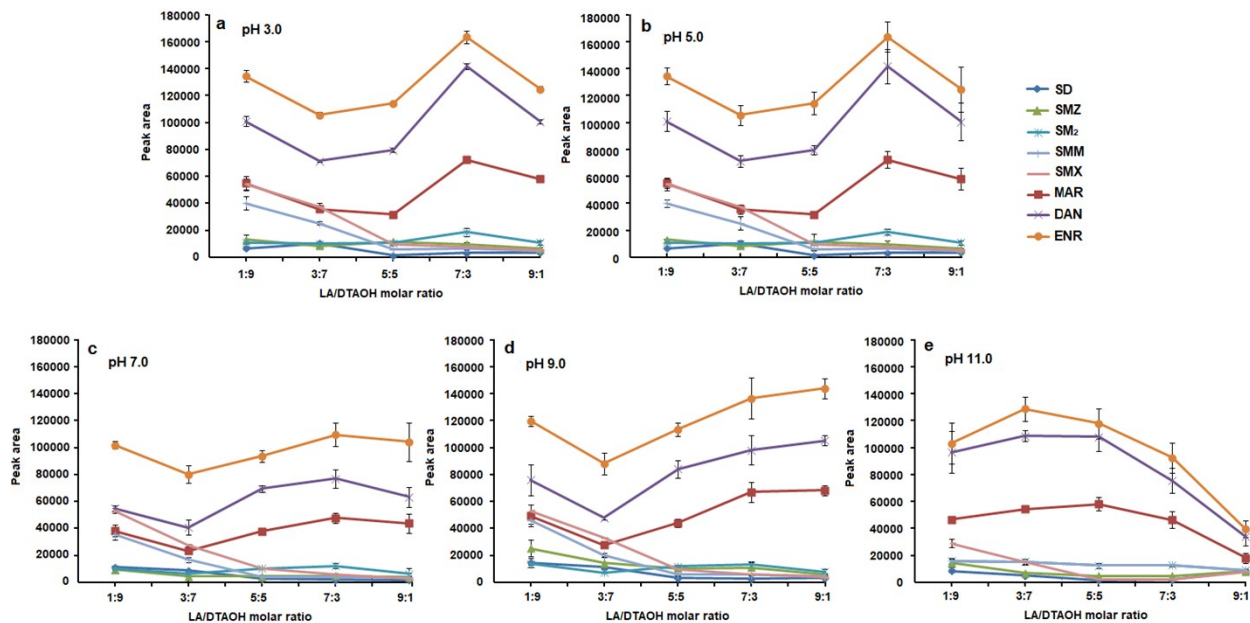 a
pH 3.0
Peak area
180000
160000
140000
120000
100000
80000
60000
40000
20000
0
1:9 3:7 5:5 7:3 9:1
LA/DTAOH molar ratio
b
pH 5.0
Peak area
180000
160000
140000
120000
100000
80000
60000
40000
20000
0
1:9 3:7 5:5 7:3 9:1
LA/DTAOH molar ratio
SD
SMZ
SM2
SMM
SMX
MAR
DAN
ENR
c
pH 7.0
Peak area
180000
160000
140000
120000
100000
80000
60000
40000
20000
0
1:9 3:7 5:5 7:3 9:1
LA/DTAOH molar ratio
d
pH 9.0
Peak area
180000
160000
140000
120000
100000
80000
60000
40000
20000
0
1:9 3:7 5:5 7:3 9:1
LA/DTAOH molar ratio
e
pH 11.0
Peak area
180000
160000
140000
120000
100000
80000
60000
40000
20000
0
1:9 3:7 5:5 7:3 9:1
LA/DTAOH molar ratio